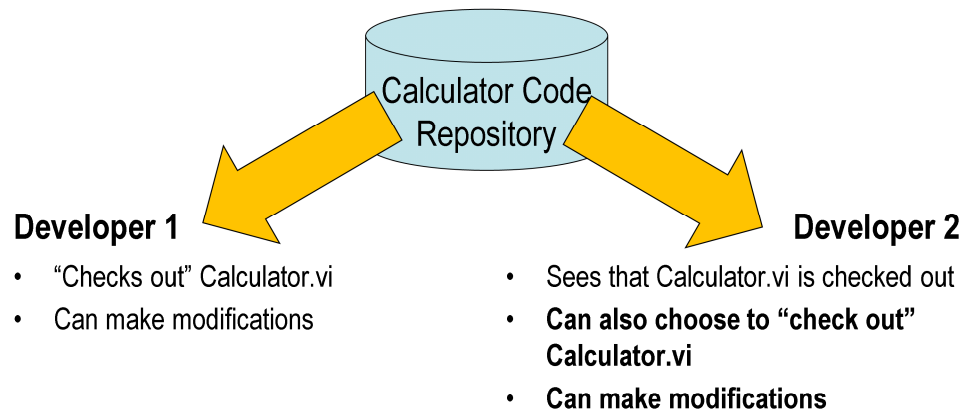 Calculator Code
Repository
Developer 1
• “Checks out” Calculator.vi
• Can make modifications
Developer 2
• Sees that Calculator.vi is checked out
• Can also choose to “check out”
Calculator.vi
• Can make modifications